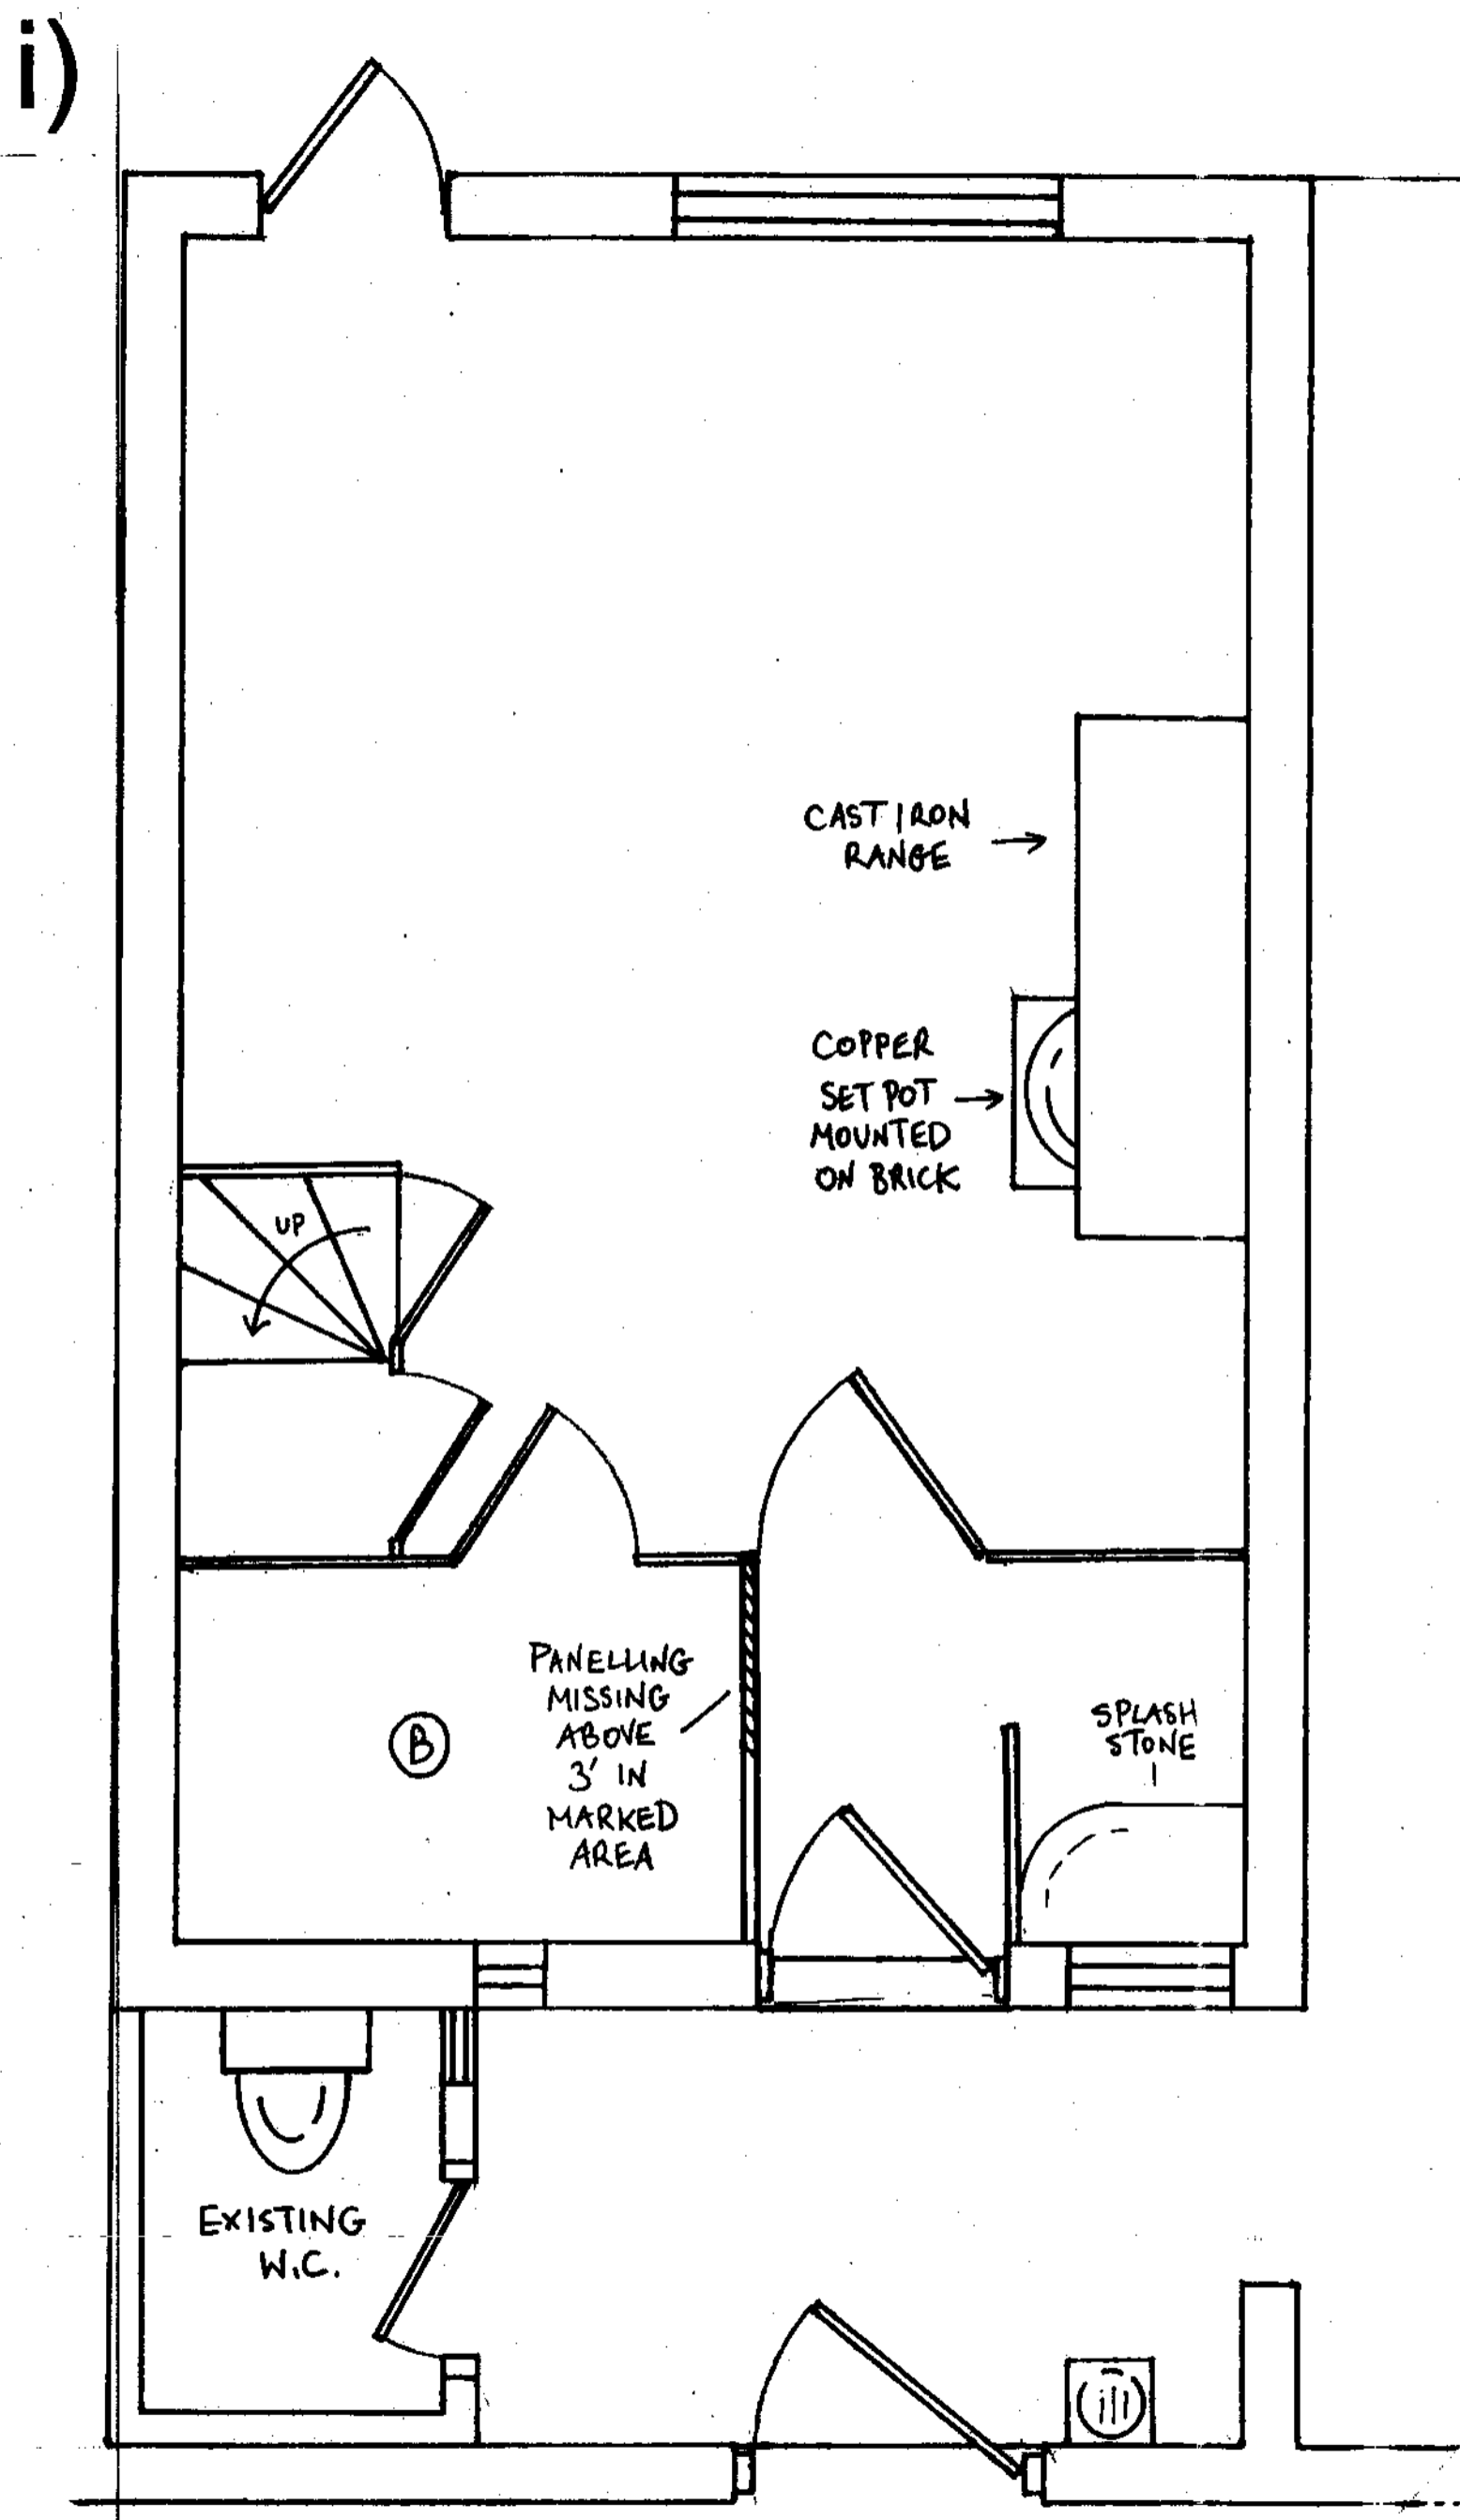 i)
CAST IRON
RANGE
COPPER
SET POT
MOUNTED
ON BRICK
UP
PANELLING
MISSING
ABOVE
3' IN
MARKED
AREA
B
SPLASH
STONE
EXISTING
W.C.